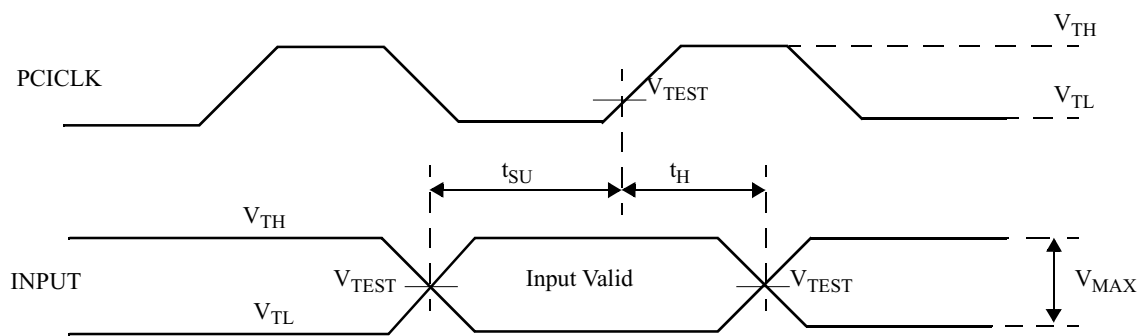 V_TH
PCICLK
V_TEST
V_TL
t_SU
t_H
V_TH
INPUT
V_TEST
Input Valid
V_TEST
V_MAX
V_TL